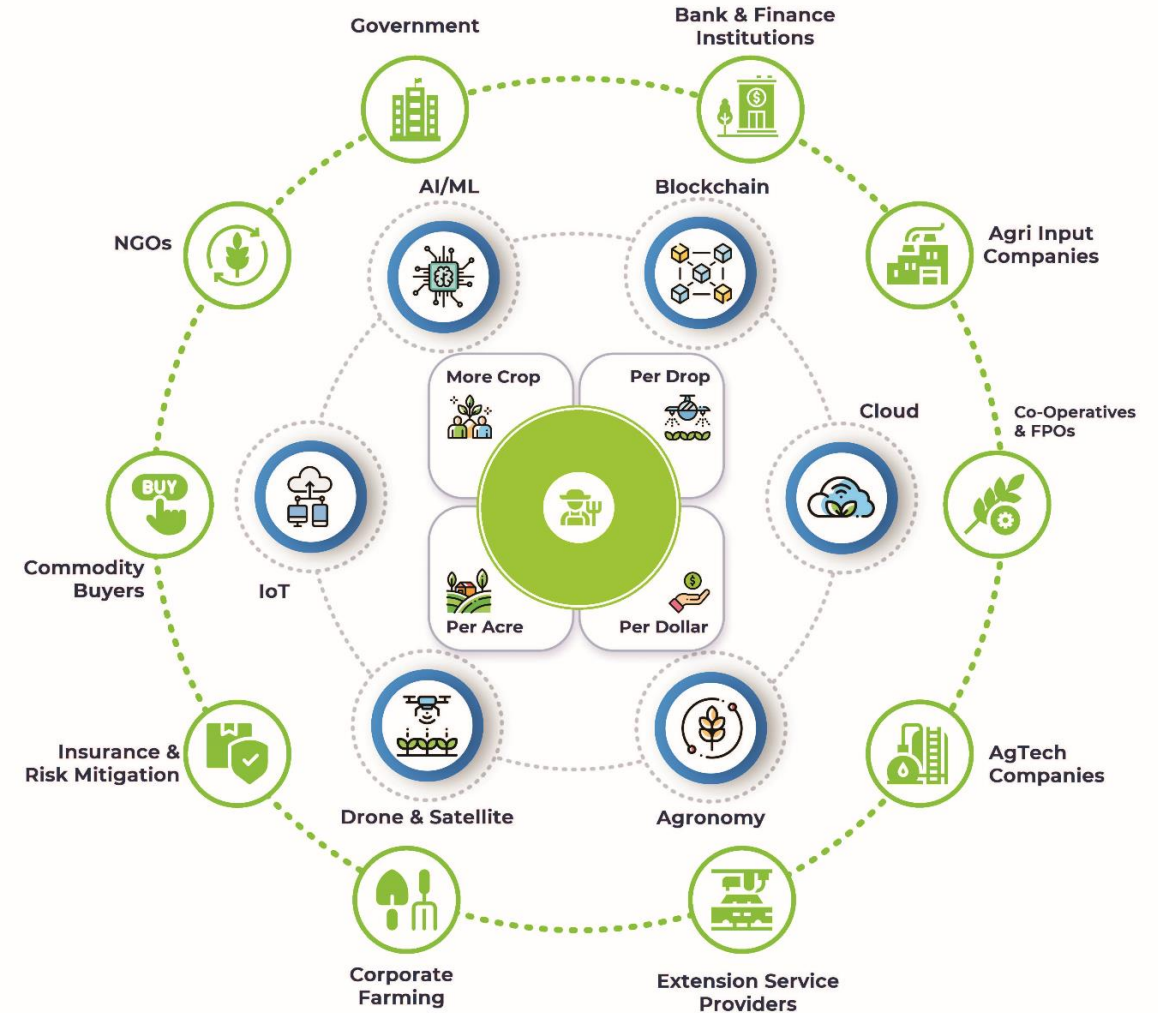 Government
Bank & Finance
Institutions
AI/ML
Blockchain
NGOs
Agri Input
Companies
More Crop
Per Drop
Cloud
Co-Operatives
& FPOs
BUY
Commodity
Buyers
IoT
Per Acre
Per Dollar
Insurance &
Risk Mitigation
AgTech
Companies
Drone & Satellite
Agronomy
Corporate
Farming
Extension Service
Providers
$
$